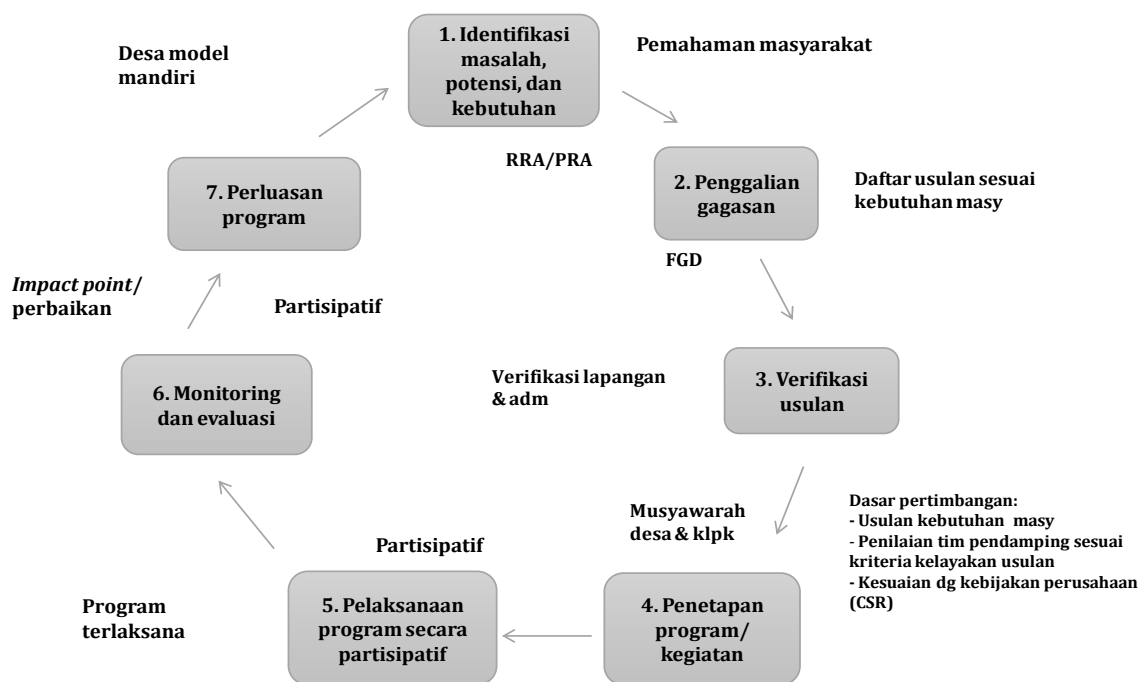 1. Identifikasi
masalah,
potensi, dan
kebutuhan
Pemahaman masyarakat
RRA/PRA
2. Penggalian
gagasan
Daftar usulan sesuai
kebutuhan masy
FGD
3. Verifikasi
usulan
Verifikasi lapangan
& adm
Dasar pertimbangan:
- Usulan kebutuhan masy
- Penilaian tim pendamping sesuai
kriteria kelayakan usulan
- Kesuaian dg kebijakan perusahaan
(CSR)
Musyawarah
desa & klpk
4. Penetapan
program/
kegiatan
5. Pelaksanaan
program secara
partisipatif
Partisipatif
Program
terlaksana
6. Monitoring
dan evaluasi
Partisipatif
Impact point/
perbaikan
7. Perluasan
program
Desa model
mandiri